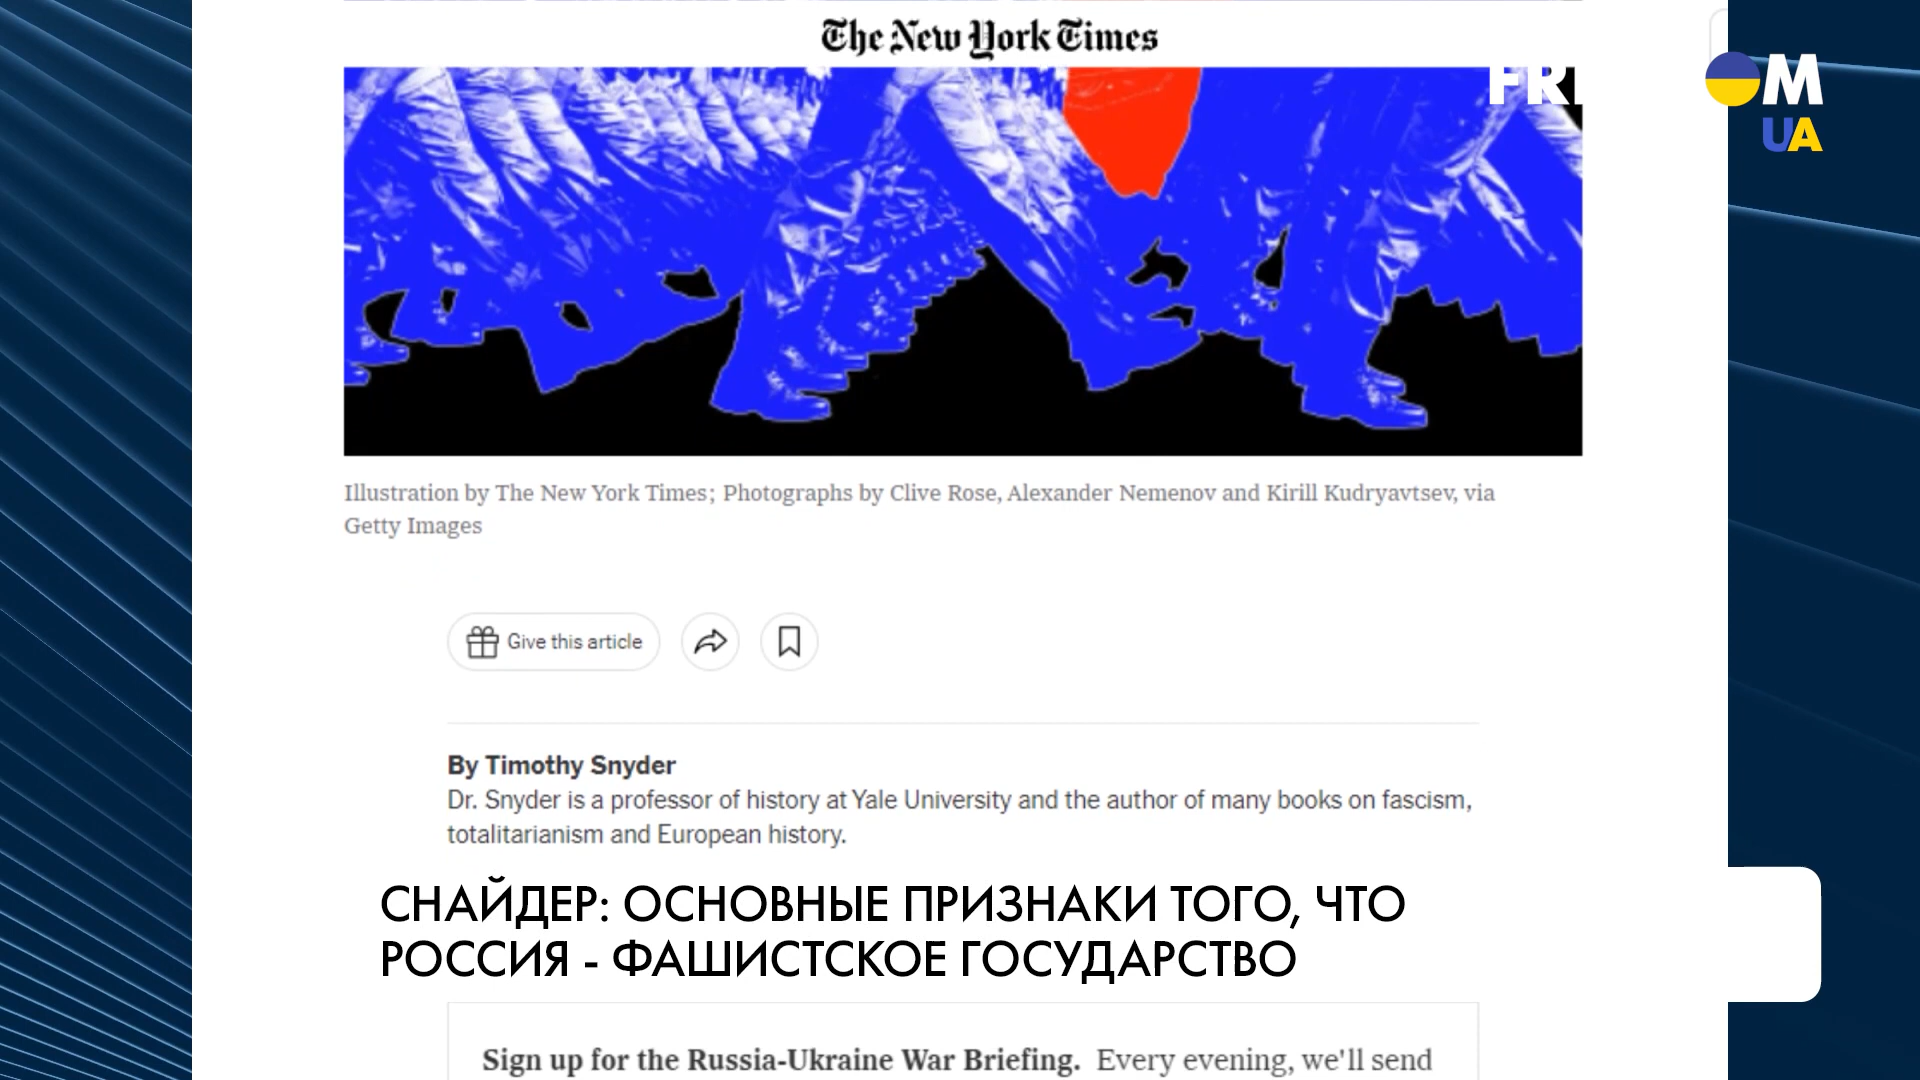 The New York Times
FR
M
UA
Illustration by The New York Times; Photographs by Clive Rose, Alexander Nemenov and Kirill Kudryavtsev, via
Getty Images
Give this article
By Timothy Snyder
Dr. Snyder is a professor of history at Yale University and the author of many books on fascism,
totalitarianism and European history.
СНАЙДЕР: ОСНОВНЫЕ ПРИЗНАКИ ТОГО, ЧТО
РОССИЯ - ФАШИСТСКОЕ ГОСУДАРСТВО
Sign up for the Russia-Ukraine War Briefing. Every evening, we'll send